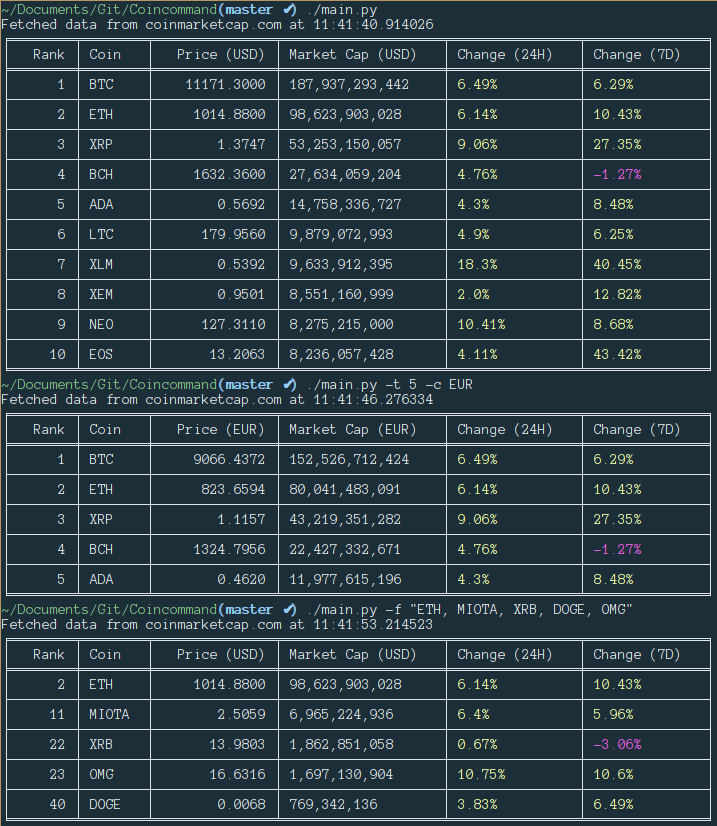 ~/Documents/Git/Coincommand(master ✔) ./main.py
Fetched data from coinmarketcap.com at 11:41:40.914026
Rank Coin Price (USD) Market Cap (USD) Change (24H) Change (7D)
1 BTC 11171.3000 187,937,293,442 6.49% 6.29%
2 ETH 1014.8800 98,623,903,028 6.14% 10.43%
3 XRP 1.3747 53,253,150,057 9.06% 27.35%
4 BCH 1632.3600 27,634,059,204 4.76% -1.27%
5 ADA 0.5692 14,758,336,727 4.3% 8.48%
6 LTC 179.9560 9,879,072,993 4.9% 6.25%
7 XLM 0.5392 9,633,912,395 18.3% 40.45%
8 XEM 0.9501 8,551,160,999 2.0% 12.82%
9 NEO 127.3110 8,275,215,000 10.41% 8.68%
10 EOS 13.2063 8,236,057,428 4.11% 43.42%
~/Documents/Git/Coincommand(master ✔) ./main.py -t 5 -c EUR
Fetched data from coinmarketcap.com at 11:41:46.276334
Rank Coin Price (EUR) Market Cap (EUR) Change (24H) Change (7D)
1 BTC 9066.4372 152,526,712,424 6.49% 6.29%
2 ETH 823.6594 80,041,483,091 6.14% 10.43%
3 XRP 1.1157 43,219,351,282 9.06% 27.35%
4 BCH 1324.7956 22,427,332,671 4.76% -1.27%
5 ADA 0.4620 11,977,615,196 4.3% 8.48%
~/Documents/Git/Coincommand(master ✔) ./main.py -f "ETH, MIOTA, XRB, DOGE, OMG"
Fetched data from coinmarketcap.com at 11:41:53.214523
Rank Coin Price (USD) Market Cap (USD) Change (24H) Change (7D)
2 ETH 1014.8800 98,623,903,028 6.14% 10.43%
11 MIOTA 2.5059 6,965,224,936 6.4% 5.96%
22 XRB 13.9803 1,862,851,058 0.67% -3.06%
23 OMG 16.6316 1,697,130,904 10.75% 10.6%
40 DOGE 0.0068 769,342,136 3.83% 6.49%